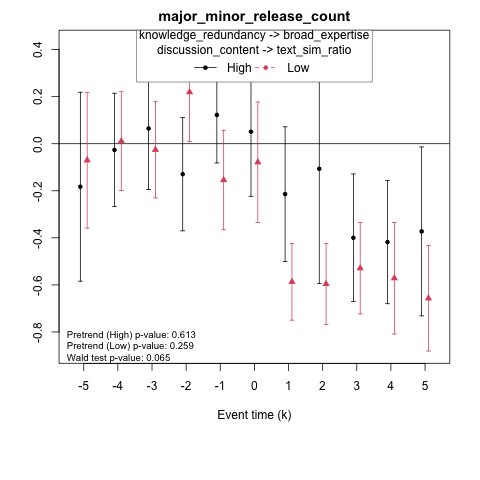 major_minor_release_count
knowledge_redundancy -> broad_expertise
discussion_content -> text_sim_ratio
High Low
0.4
0.2
0.0
-0.2
-0.4
-0.6
-0.8
Pretrend (High) p-value: 0.613
Pretrend (Low) p-value: 0.259
Wald test p-value: 0.065
-5 -4 -3 -2 -1 0 1 2 3 4 5
Event time (k)